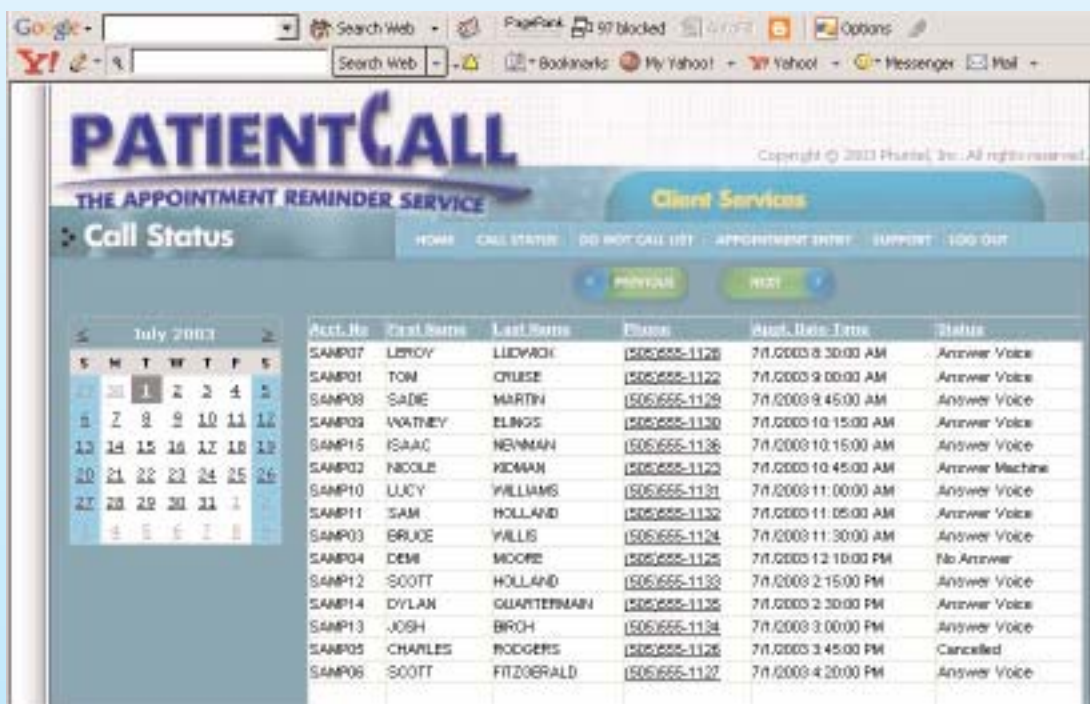 Google
Search Web PageRank 97 blocked Options
Y! Search Web Bookmarks My Yahoo! Yahoo! Messenger Mail
PATIENTCALL
Copyright © 2003 Phuntel, Inc. All rights reserved
THE APPOINTMENT REMINDER SERVICE
Client Services
Call Status
HOME CALL STATUS DO NOT CALL LIST APPOINTMENT ENTRY SUPPORT LOG OUT
< PREVIOUS NEXT >
< July 2003 >
S M T W T F S
29 30 1 2 3 4 5
6 7 8 9 10 11 12
13 14 15 16 17 18 19
20 21 22 23 24 25 26
27 28 29 30 31 1 2
3 4 5 6 7 8 9
Acct. No First Name Last Name Phone Appt. Date Time Status
SAMP07 LEROY LUDWICK (505)555-1128 7/1/2003 8:30:00 AM Answer Voice
SAMP01 TOM CRUISE (505)555-1122 7/1/2003 9:00:00 AM Answer Voice
SAMP08 SADIE MARTIN (505)555-1129 7/1/2003 9:45:00 AM Answer Voice
SAMP09 WATNEY ELINGS (505)555-1130 7/1/2003 10:15:00 AM Answer Voice
SAMP15 ISAAC NEWMAN (505)555-1136 7/1/2003 10:15:00 AM Answer Voice
SAMP02 NICOLE KIDMAN (505)555-1123 7/1/2003 10:45:00 AM Answer Machine
SAMP10 LUCY WILLIAMS (505)555-1131 7/1/2003 11:00:00 AM Answer Voice
SAMP11 SAM HOLLAND (505)555-1132 7/1/2003 11:05:00 AM Answer Voice
SAMP03 BRUCE WILLIS (505)555-1124 7/1/2003 11:30:00 AM Answer Voice
SAMP04 DEMI MOORE (505)555-1125 7/1/2003 12:10:00 PM No Answer
SAMP12 SCOTT HOLLAND (505)555-1133 7/1/2003 2:15:00 PM Answer Voice
SAMP14 DYLAN QUARTERMAIN (505)555-1135 7/1/2003 2:30:00 PM Answer Voice
SAMP13 JOSH BIRCH (505)555-1134 7/1/2003 3:00:00 PM Answer Voice
SAMP05 CHARLES RODGERS (505)555-1126 7/1/2003 3:45:00 PM Cancelled
SAMP06 SCOTT FITZGERALD (505)555-1127 7/1/2003 4:20:00 PM Answer Voice